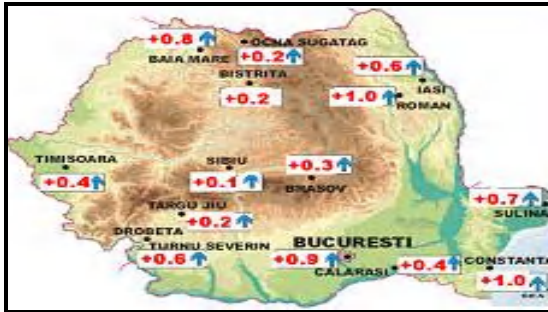 +0.8
OCNA SUGATAG
BAIA MARE
+0.2
BISTRITA
+0.2
+0.6
IASI
+1.0
ROMAN
TIMISOARA
+0.4
SIBIU
+0.1
+0.3
BRASOV
TARGU JIU
+0.2
DROBETA
TURNU SEVERIN
+0.6
BUCURESTI
+0.9
CALARASI
+0.4
+0.7
SULINA
CONSTANTA
+1.0